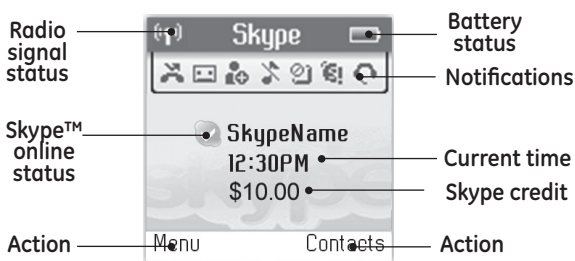 Radio
signal
status
Skype
Battery
status
Notifications
Skype™
online
status
SkypeName
12:30PM
Current time
$10.00
Skype credit
Action
Menu
Contacts
Action